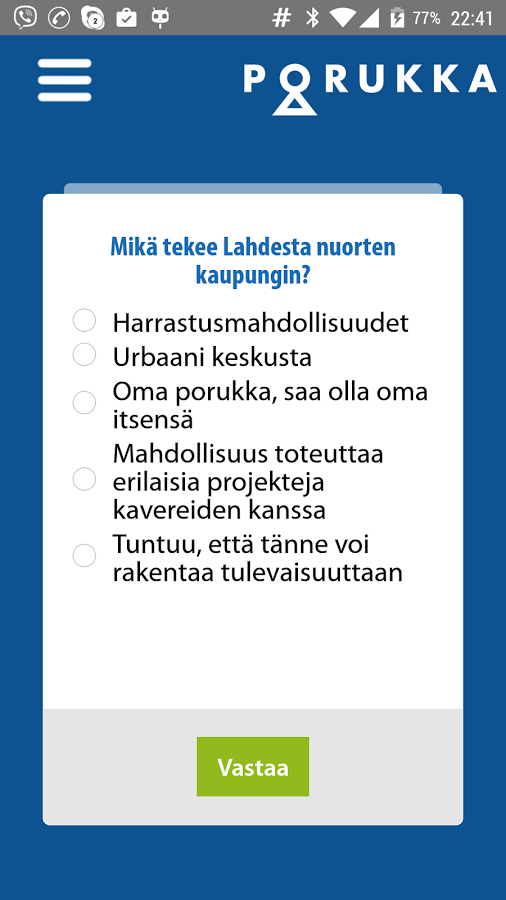 2
77%
22:41
PORUKKA
Mikä tekee Lahdesta nuorten
kaupungin?
Harrastusmahdollisuudet
Urbaani keskusta
Oma porukka, saa olla oma
itsensä
Mahdollisuus toteuttaa
erilaisia projekteja
kavereiden kanssa
Tuntuu, että tänne voi
rakentaa tulevaisuuttaan
Vastaa